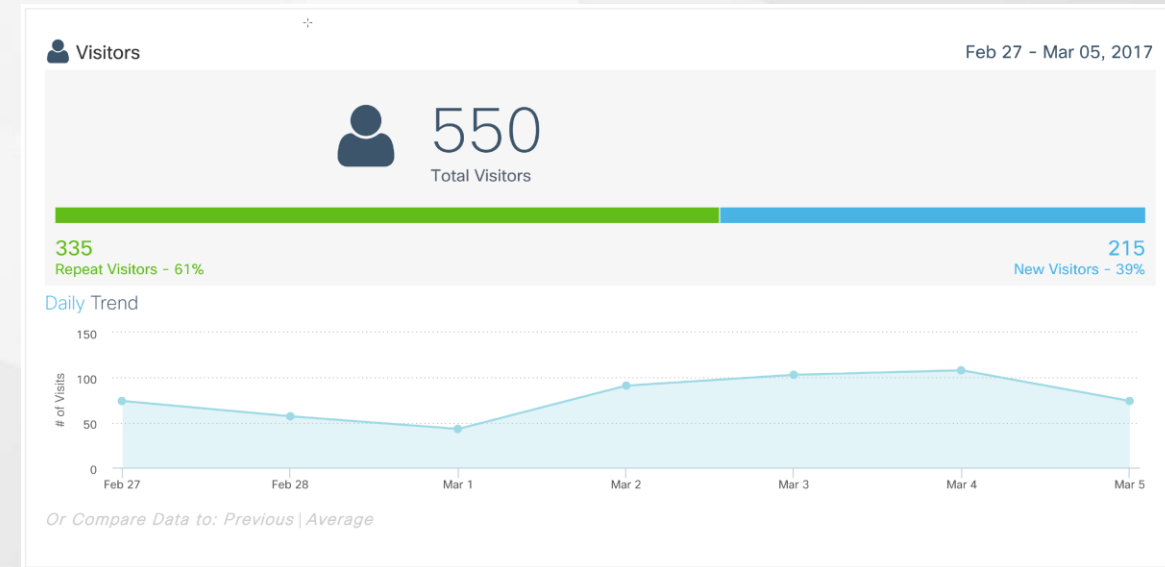 Visitors
Feb 27 - Mar 05, 2017
550
Total Visitors
335
Repeat Visitors - 61%
215
New Visitors - 39%
Daily Trend
# of Visits
150
100
50
0
Feb 27 Feb 28 Mar 1 Mar 2 Mar 3 Mar 4 Mar 5
Or Compare Data to: Previous | Average